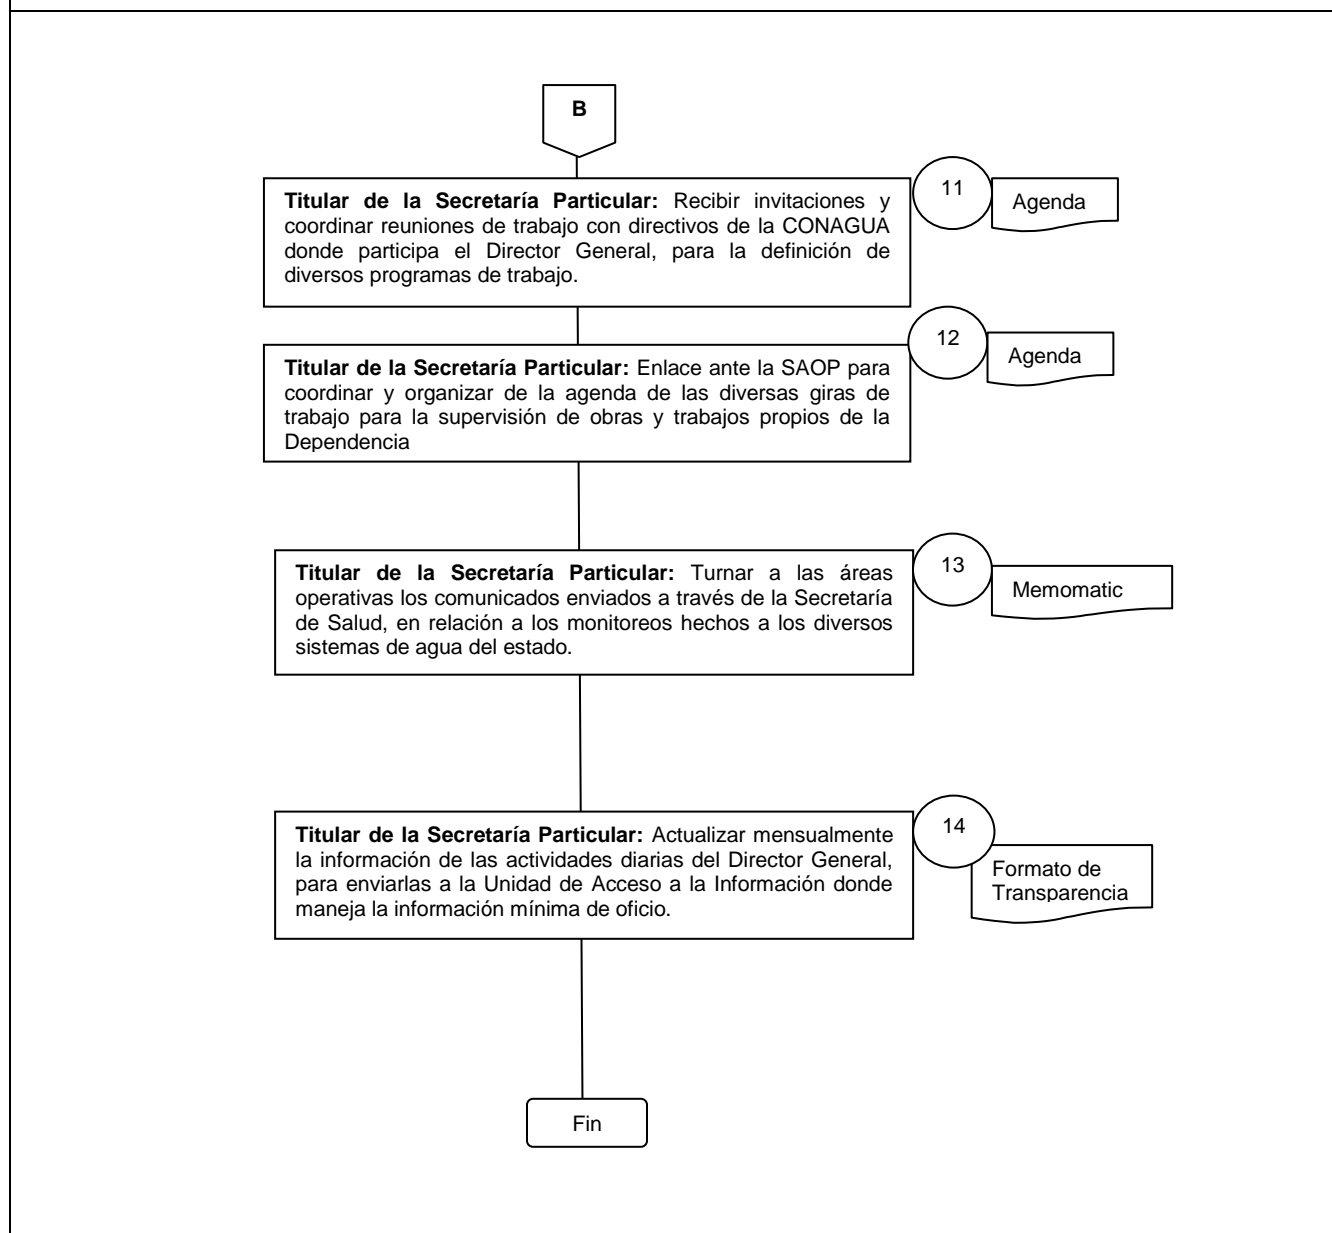 B
Titular de la Secretaría Particular: Recibir invitaciones y
coordinar reuniones de trabajo con directivos de la CONAGUA
donde participa el Director General, para la definición de
diversos programas de trabajo.
11
Agenda
Titular de la Secretaría Particular: Enlace ante la SAOP para
coordinar y organizar de la agenda de las diversas giras de
trabajo para la supervisión de obras y trabajos propios de la
Dependencia
12
Agenda
Titular de la Secretaría Particular: Turnar a las áreas
operativas los comunicados enviados a través de la Secretaría
de Salud, en relación a los monitoreos hechos a los diversos
sistemas de agua del estado.
13
Memomatic
Titular de la Secretaría Particular: Actualizar mensualmente
la información de las actividades diarias del Director General,
para enviarlas a la Unidad de Acceso a la Información donde
maneja la información mínima de oficio.
14
Formato de
Transparencia
Fin